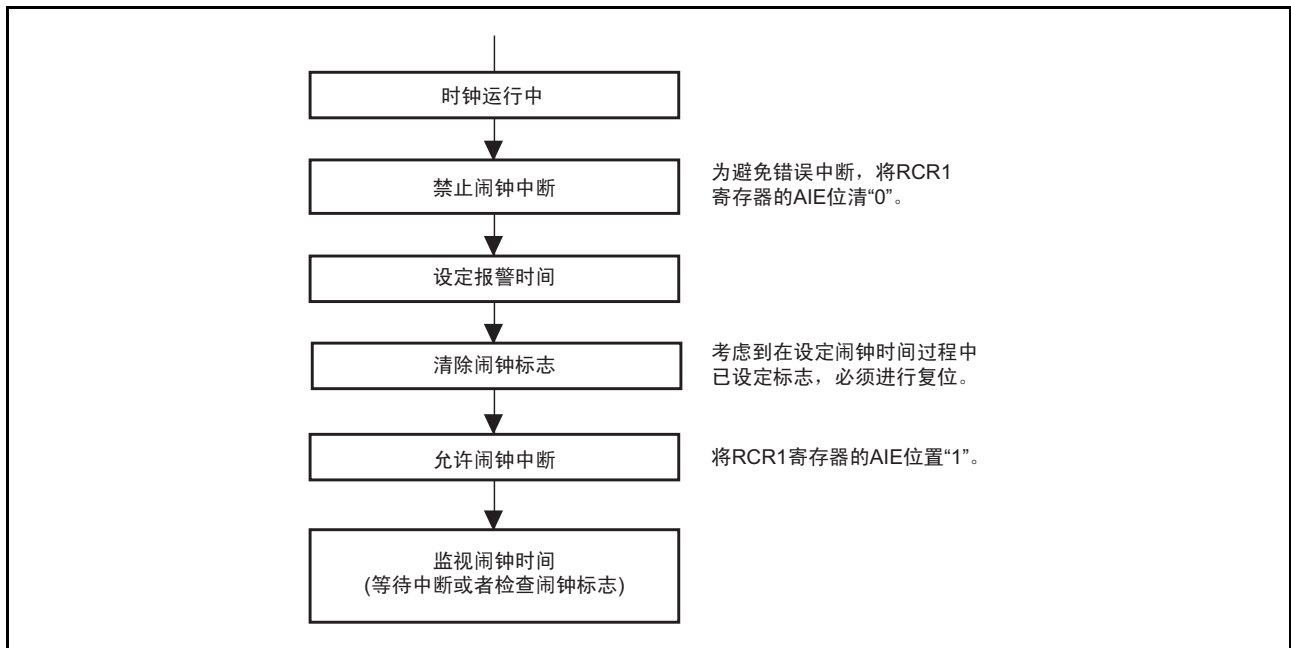 时钟运行中
禁止闹钟中断
为避免错误中断，将RCR1
寄存器的AIE位清“0”。
设定报警时间
清除闹钟标志
考虑到在设定闹钟时间过程中
已设定标志，必须进行复位。
允许闹钟中断
将RCR1寄存器的AIE位置“1”。
监视闹钟时间
(等待中断或者检查闹钟标志)